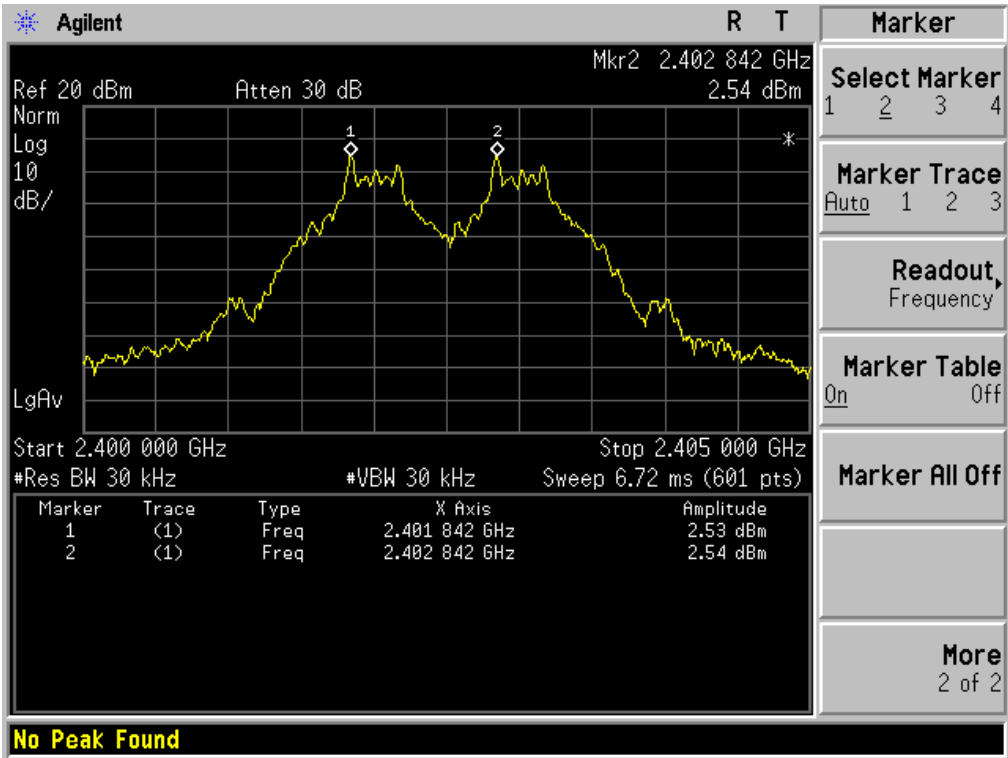 Agilent R T
Mkr2 2.402 842 GHz
Ref 20 dBm Atten 30 dB 2.54 dBm
Norm
Log
10
dB/
1 2 *
LgAv
Start 2.400 000 GHz Stop 2.405 000 GHz
#Res BW 30 kHz #VBW 30 kHz Sweep 6.72 ms (601 pts)
Marker Trace Type X Axis Amplitude
1 (1) Freq 2.401 842 GHz 2.53 dBm
2 (1) Freq 2.402 842 GHz 2.54 dBm
No Peak Found
Marker
Select Marker
1 2 3 4
Marker Trace
Auto 1 2 3
Readout
Frequency
Marker Table
On Off
Marker All Off
More
2 of 2